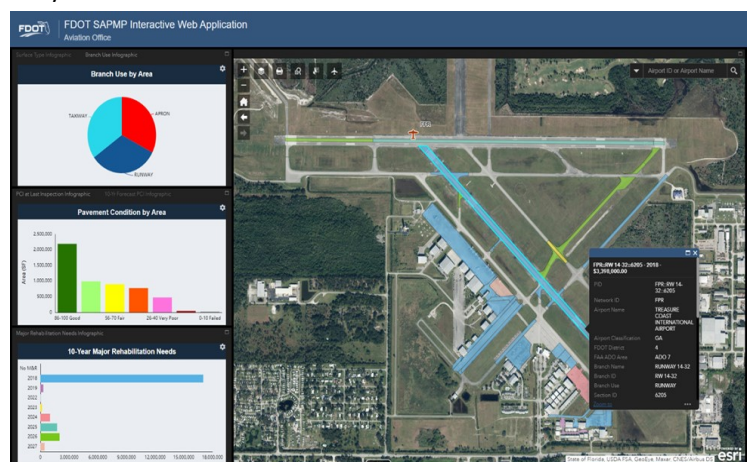 FDOT
FDOT SAPMP Interactive Web Application
Aviation Office
Surface Type Infographic Branch Use Infographic
Branch Use by Area
TAXIWAY
APRON
RUNWAY
PCI at Last Inspection Infographic 10-Yr Forecast PCI Infographic
Pavement Condition by Area
Area (SF)
2,500,000
2,000,000
1,500,000
1,000,000
500,000
0
86-100 Good 56-70 Fair 26-40 Very Poor 0-10 Failed
Major Rehabilitation Needs Infographic
10-Year Major Rehabilitation Needs
No M&R
2018
2019
2022
2023
2024
2025
2026
2027
0 3,000,000 6,000,000 9,000,000 12,000,000 15,000,000 18,000,000
Airport ID or Airport Name
FPR::RW 14-32::6205 - 2018 -
$3,398,000.00
PID FPR::RW 14-
32::6205
Network ID FPR
Airport Name TREASURE
COAST
INTERNATIONAL
AIRPORT
Airport Classification GA
FDOT District 4
FAA ADO Area ADO 7
Branch Name RUNWAY 14-32
Branch ID RW 14-32
Branch Use RUNWAY
Section ID 6205
Zoom to
State of Florida, USDA FSA, GeoEye, Maxar, CNES/Airbus DS
esri